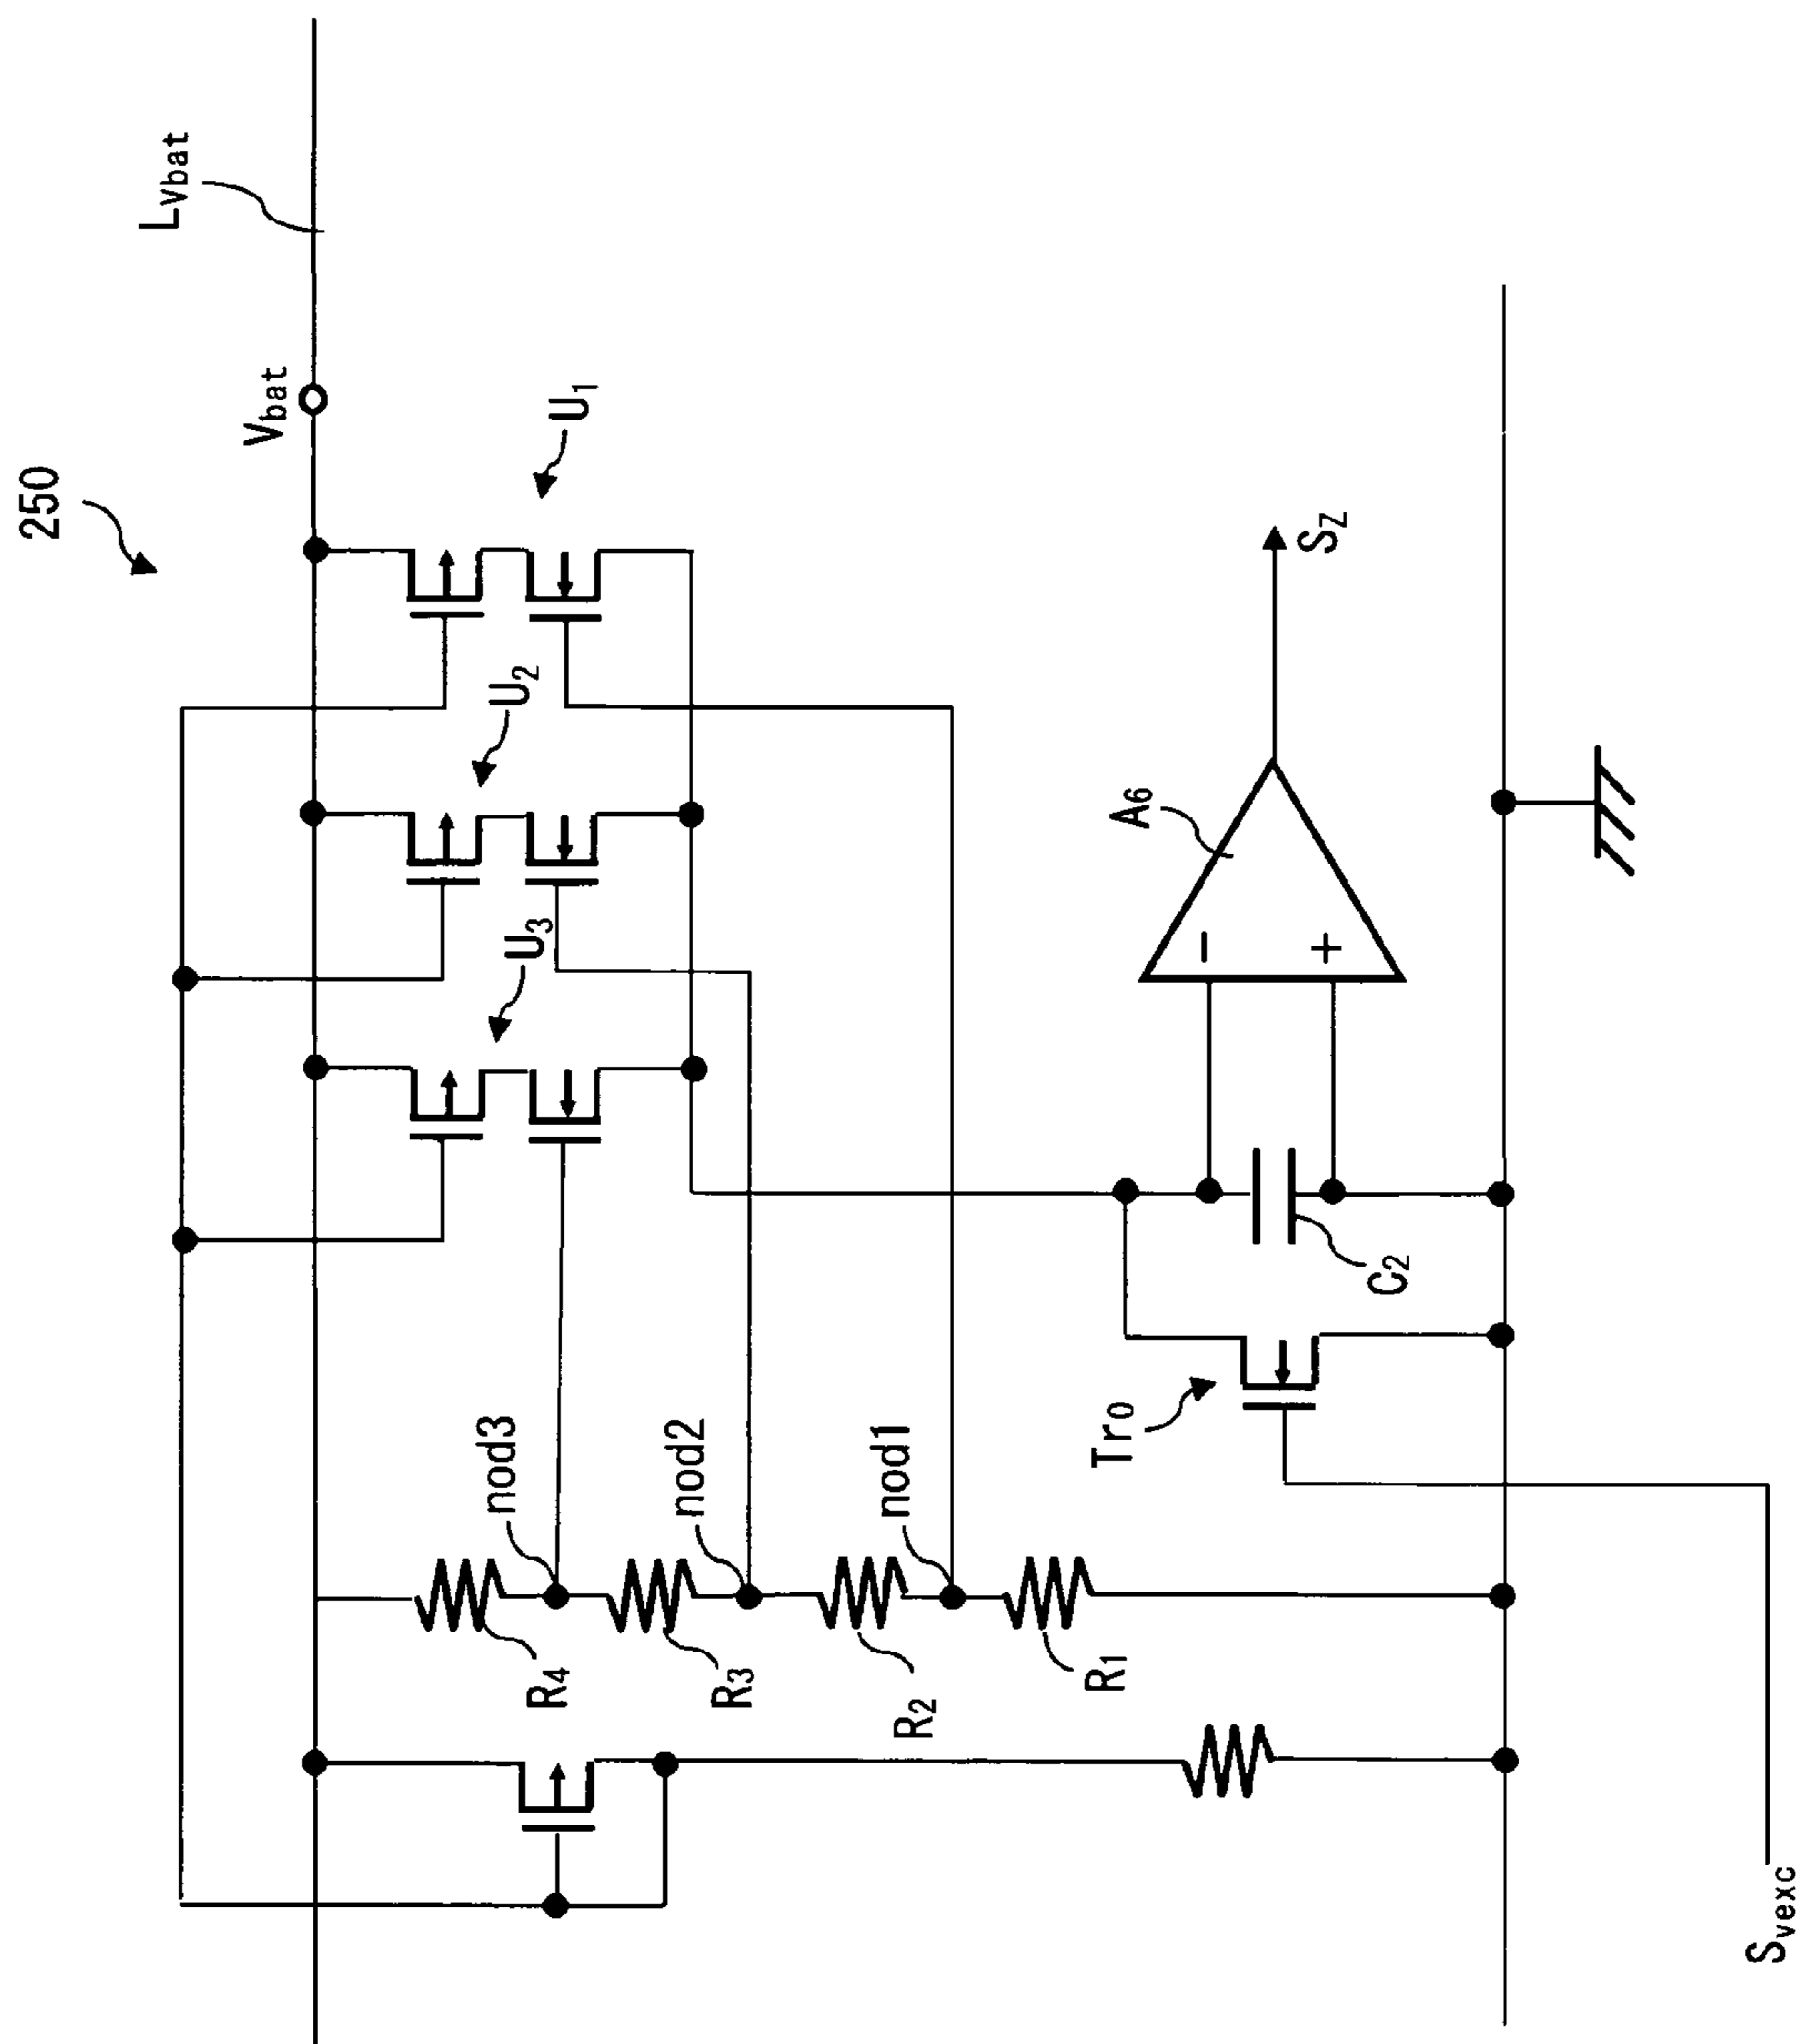 250
Lvbat
Vbat
U1
U2
U3
nod3
nod2
nod1
R4
R3
R2
R1
Tr0
C2
A6
−
+
Sz
Svexc